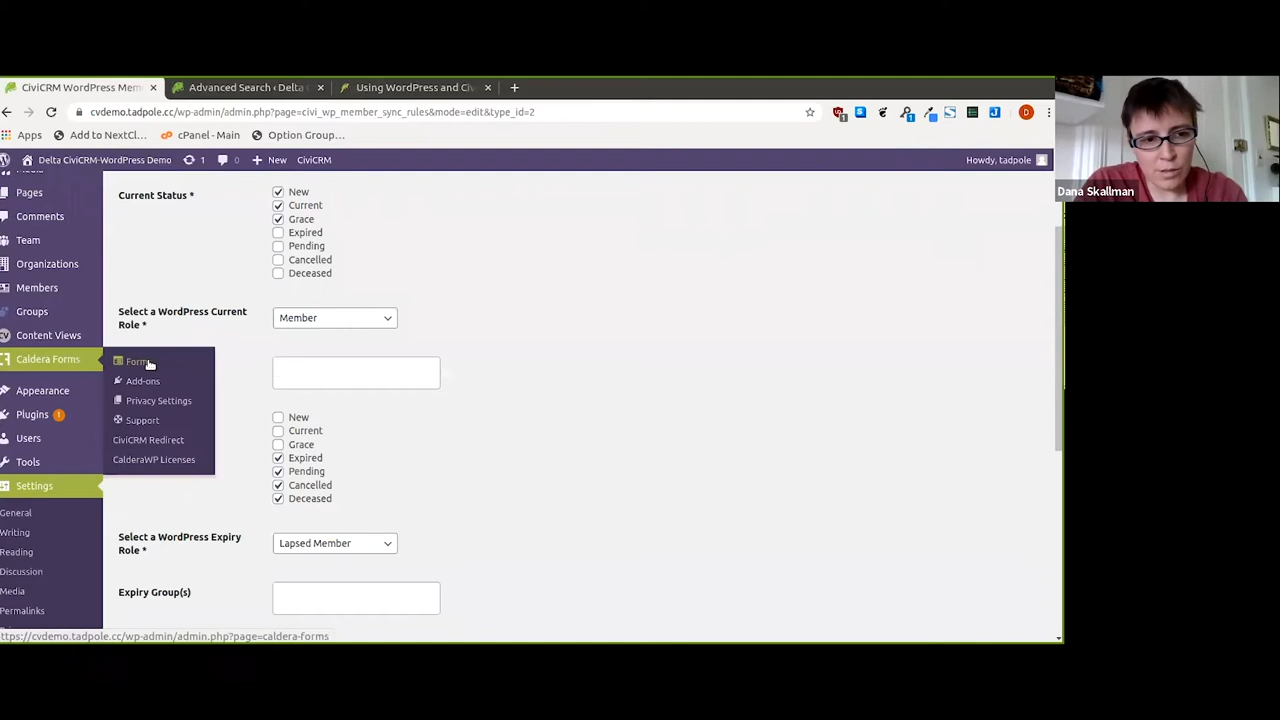 CiviCRM WordPress Mem
Advanced Search ‹ Delta C
Using WordPress and Civ
cvdemo.tadpole.cc/wp-admin/admin.php?page=civi_wp_member_sync_rules&mode=edit&type_id=2
Apps
Add to NextCl...
cPanel - Main
Option Group...
Delta CiviCRM-WordPress Demo
1
0
New
CiviCRM
Howdy, tadpole
Dana Skallman
Pages
Comments
Team
Organizations
Members
Groups
Content Views
Caldera Forms
Appearance
Plugins 1
Users
Tools
Settings
General
Writing
Reading
Discussion
Media
Permalinks
Forms
Add-ons
Privacy Settings
Support
CiviCRM Redirect
CalderaWP Licenses
Current Status *
New
Current
Grace
Expired
Pending
Cancelled
Deceased
Select a WordPress Current
Role *
Member
New
Current
Grace
Expired
Pending
Cancelled
Deceased
Select a WordPress Expiry
Role *
Lapsed Member
Expiry Group(s)
ttps://cvdemo.tadpole.cc/wp-admin/admin.php?page=caldera-forms